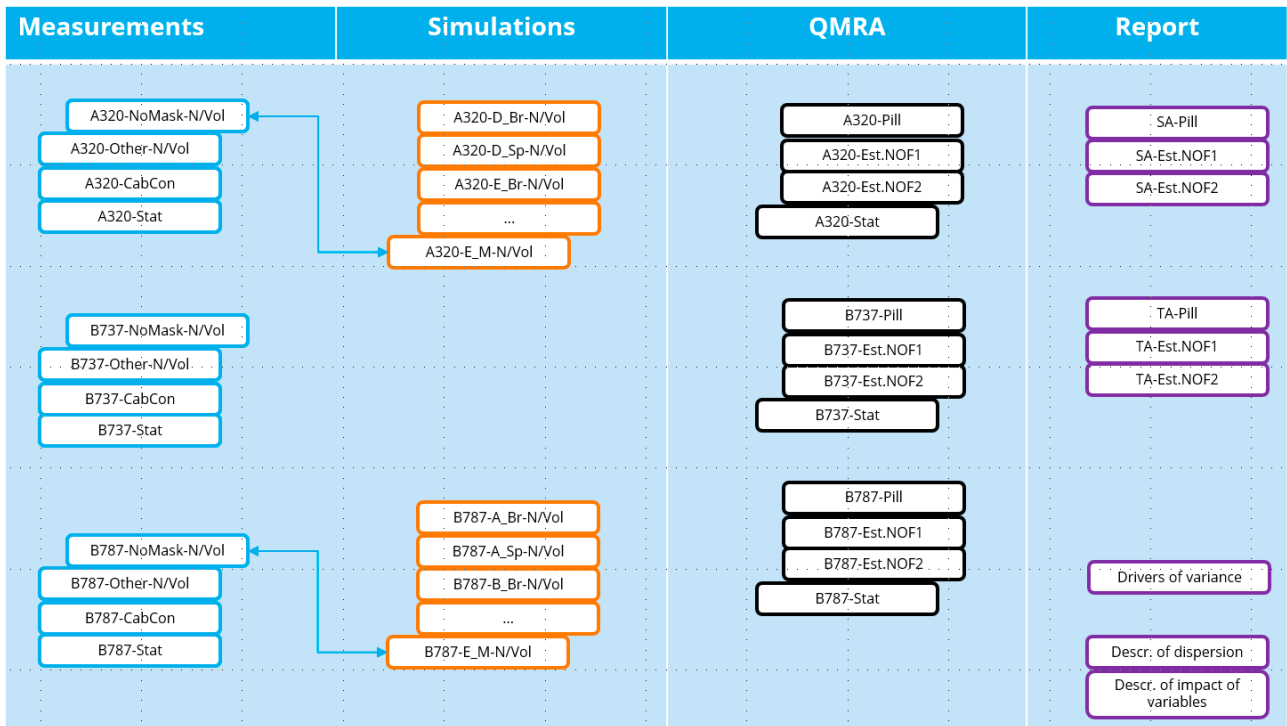 Measurements
Simulations
QMRA
Report
A320-NoMask-N/Vol
A320-Other-N/Vol
A320-CabCon
A320-Stat
A320-D_Br-N/Vol
A320-D_Sp-N/Vol
A320-E_Br-N/Vol
...
A320-E_M-N/Vol
A320-Pill
A320-Est.NOF1
A320-Est.NOF2
A320-Stat
SA-Pill
SA-Est.NOF1
SA-Est.NOF2
B737-NoMask-N/Vol
B737-Other-N/Vol
B737-CabCon
B737-Stat
B737-Pill
B737-Est.NOF1
B737-Est.NOF2
B737-Stat
TA-Pill
TA-Est.NOF1
TA-Est.NOF2
B787-NoMask-N/Vol
B787-Other-N/Vol
B787-CabCon
B787-Stat
B787-A_Br-N/Vol
B787-A_Sp-N/Vol
B787-B_Br-N/Vol
...
B787-E_M-N/Vol
B787-Pill
B787-Est.NOF1
B787-Est.NOF2
B787-Stat
Drivers of variance
Descr. of dispersion
Descr. of impact of
variables